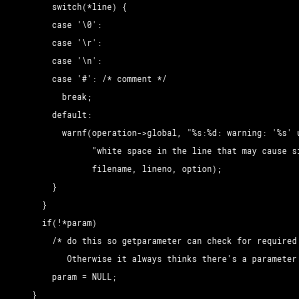 switch(*line) {
case '\0':
case '\r':
case '\n':
case '#': /* comment */
break;
default:
warnf(operation->global, "%s:%d: warning: '%s'
"white space in the line that may cause
filename, lineno, option);
}
}
if(!*param)
/* do this so getparameter can check for required
Otherwise it always thinks there's a parameter
param = NULL;
}